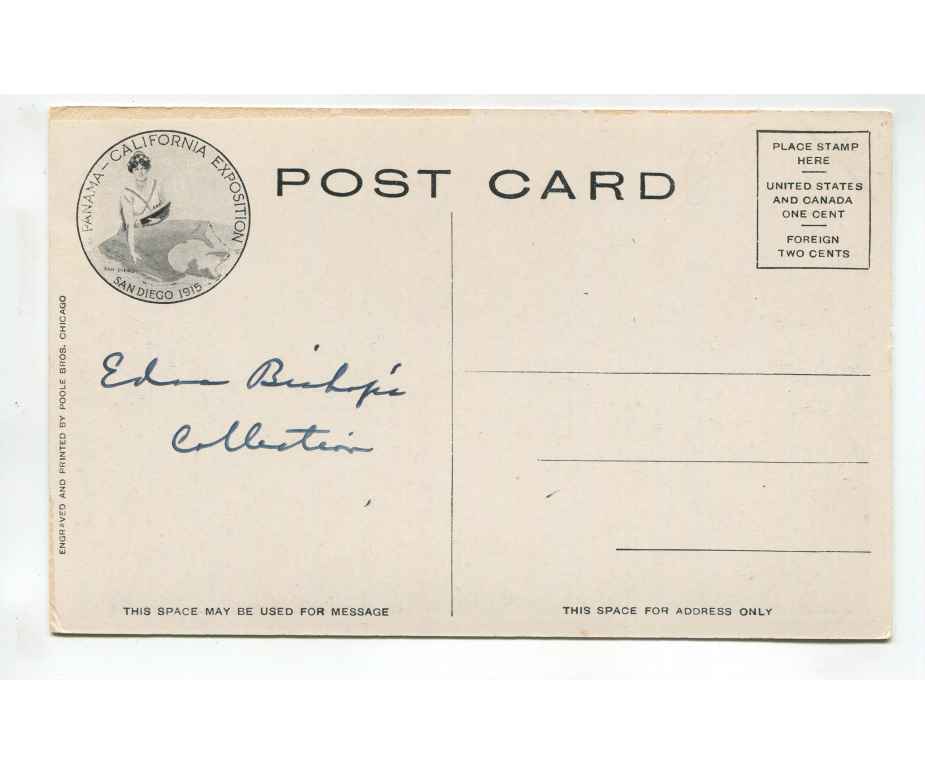 PANAMA-CALIFORNIA EXPOSITION
SAN DIEGO
SAN DIEGO 1915
POST CARD
PLACE STAMP
HERE
UNITED STATES
AND CANADA
ONE CENT
FOREIGN
TWO CENTS
ENGRAVED AND PRINTED BY POOLE BROS. CHICAGO
Edna Bishop's
Collection
THIS SPACE MAY BE USED FOR MESSAGE
THIS SPACE FOR ADDRESS ONLY